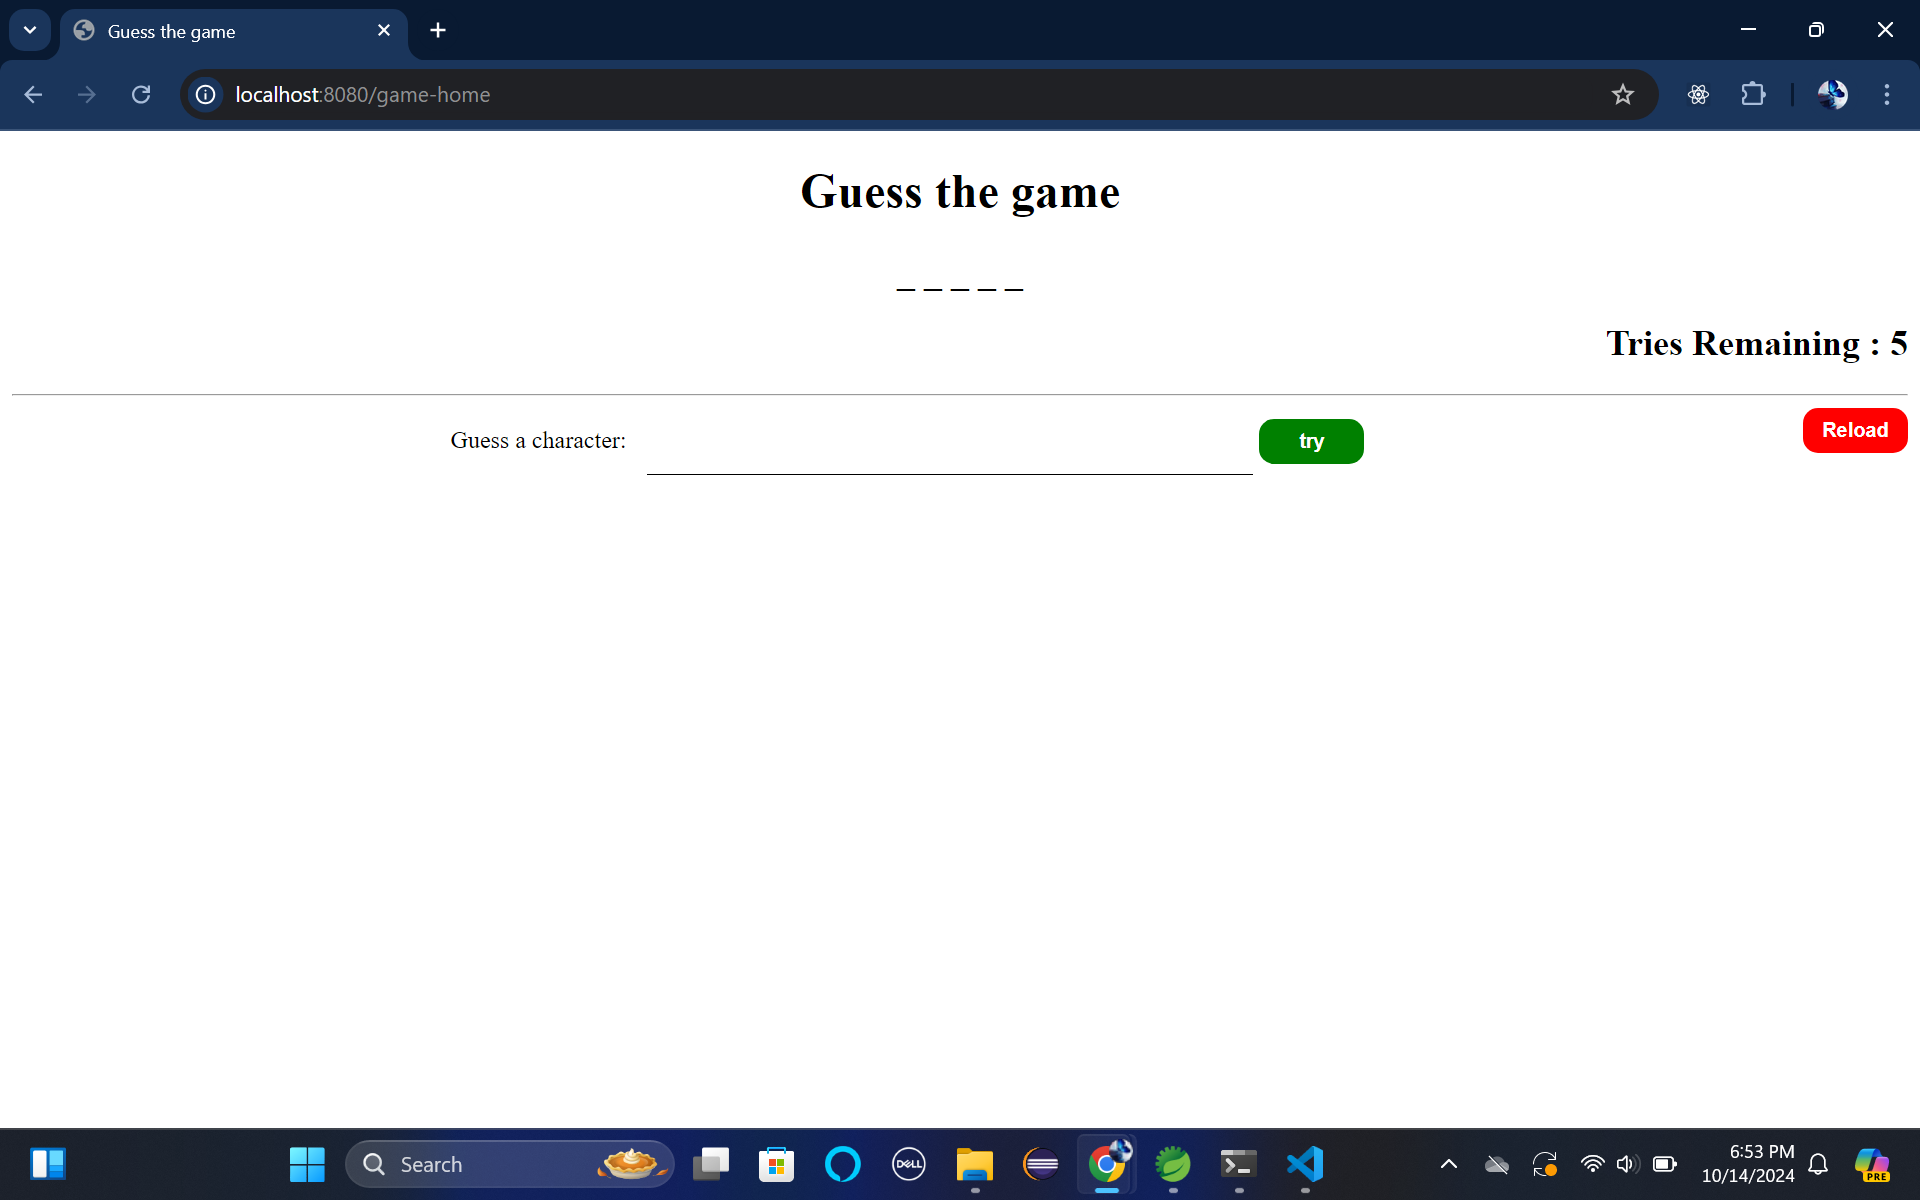 Guess the game
localhost:8080/game-home
Guess the game
_ _ _ _ _
Tries Remaining : 5
Guess a character:
try
Reload
Search
DELL
6:53 PM
10/14/2024
PRE